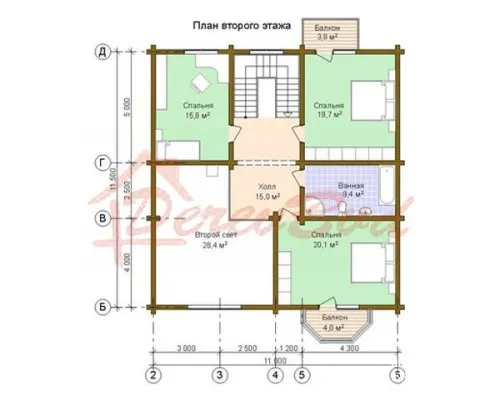 План второго этажа
Балкон
3,8 м²
Д
Спальня
15,8 м²
Спальня
19,7 м²
5 000
Г
11 500
2 500
Холл
15,0 м²
Ванная
9,4 м²
В
Второй свет
28,4 м²
Спальня
20,1 м²
4 000
Б
Балкон
4,0 м²
3 000
2 500
1 200
4 300
11 000
2
3
4
5
6